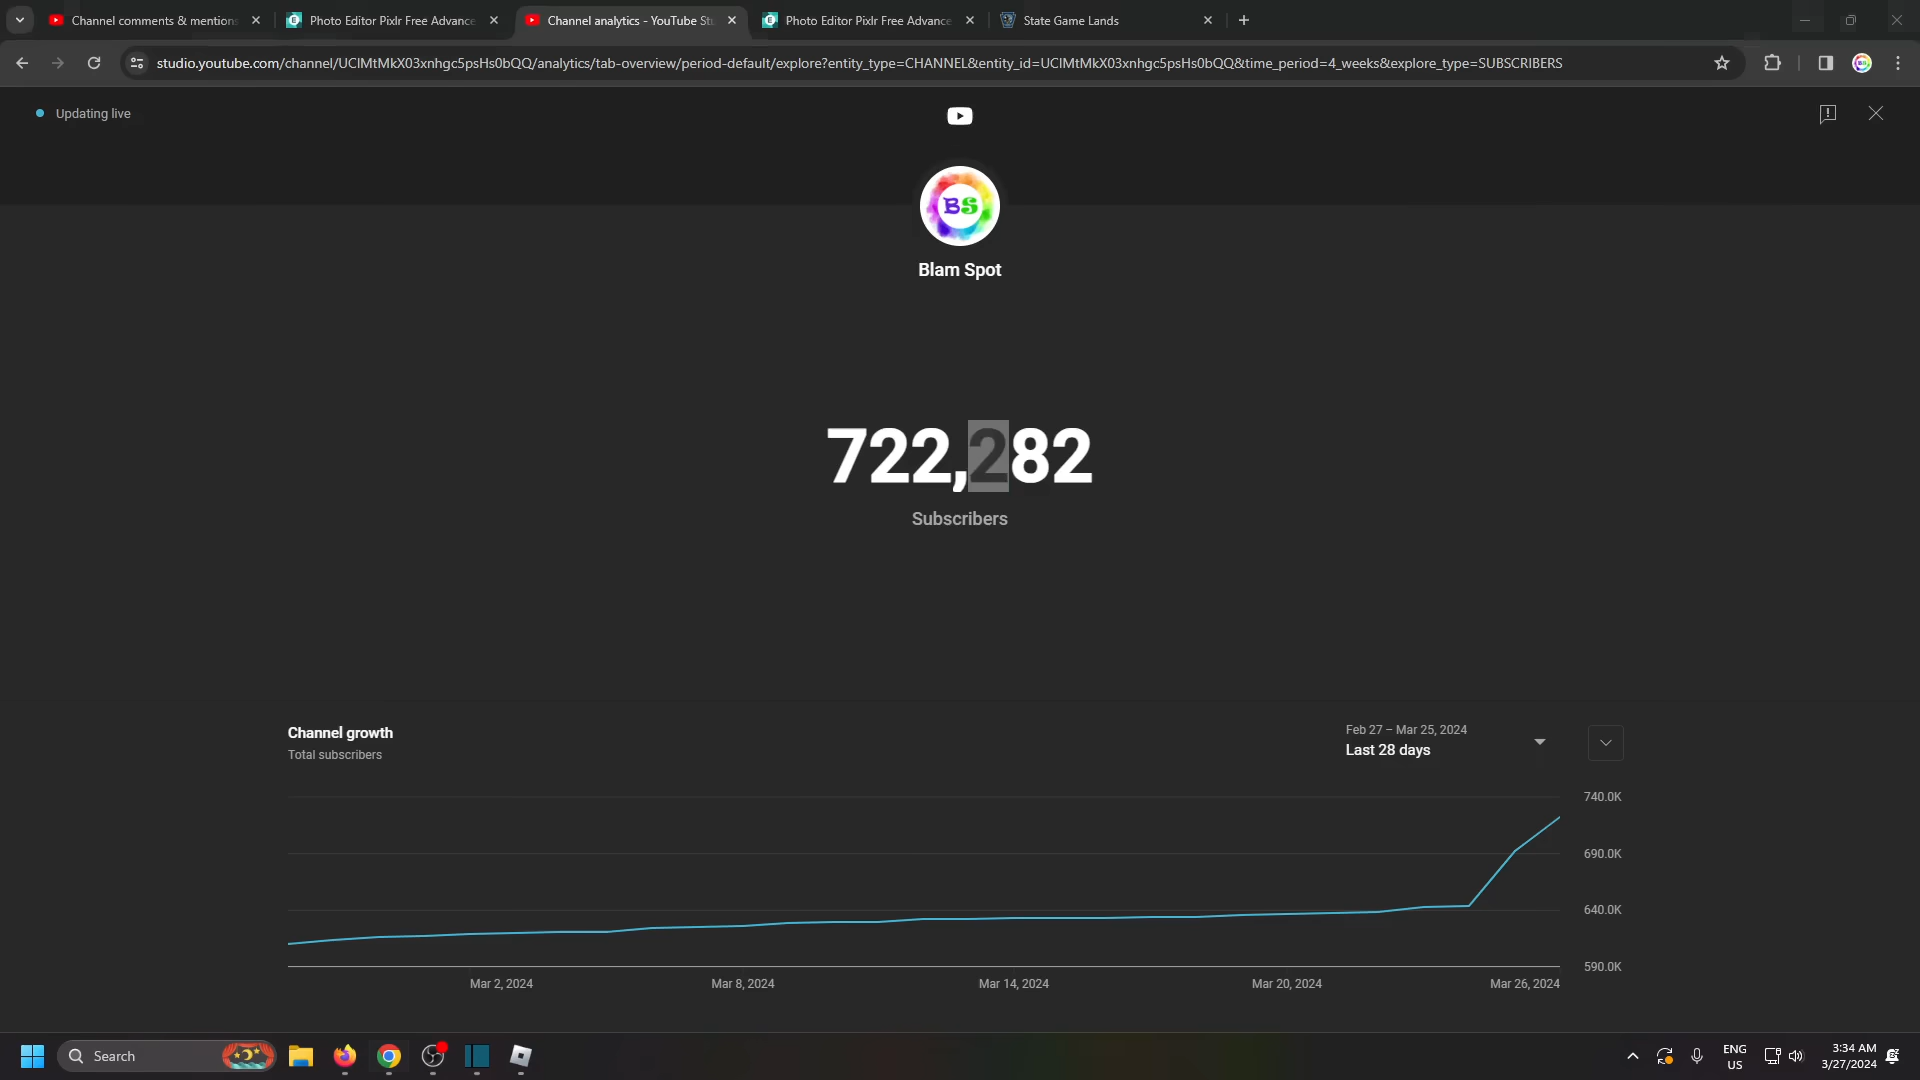 Channel comments & mentions
Photo Editor Pixlr Free Advance
Channel analytics - YouTube Stu
Photo Editor Pixlr Free Advance
State Game Lands
studio.youtube.com/channel/UClMtMkX03xnhgc5psHs0bQQ/analytics/tab-overview/period-default/explore?entity_type=CHANNEL&entity_id=UClMtMkX03xnhgc5psHs0bQQ&time_period=4_weeks&explore_type=SUBSCRIBERS
Updating live
BS
Blam Spot
722,282
Subscribers
Channel growth
Total subscribers
Feb 27 – Mar 25, 2024
Last 28 days
740.0K
690.0K
640.0K
590.0K
Mar 2, 2024
Mar 8, 2024
Mar 14, 2024
Mar 20, 2024
Mar 26, 2024
Search
ENG
US
3:34 AM
3/27/2024